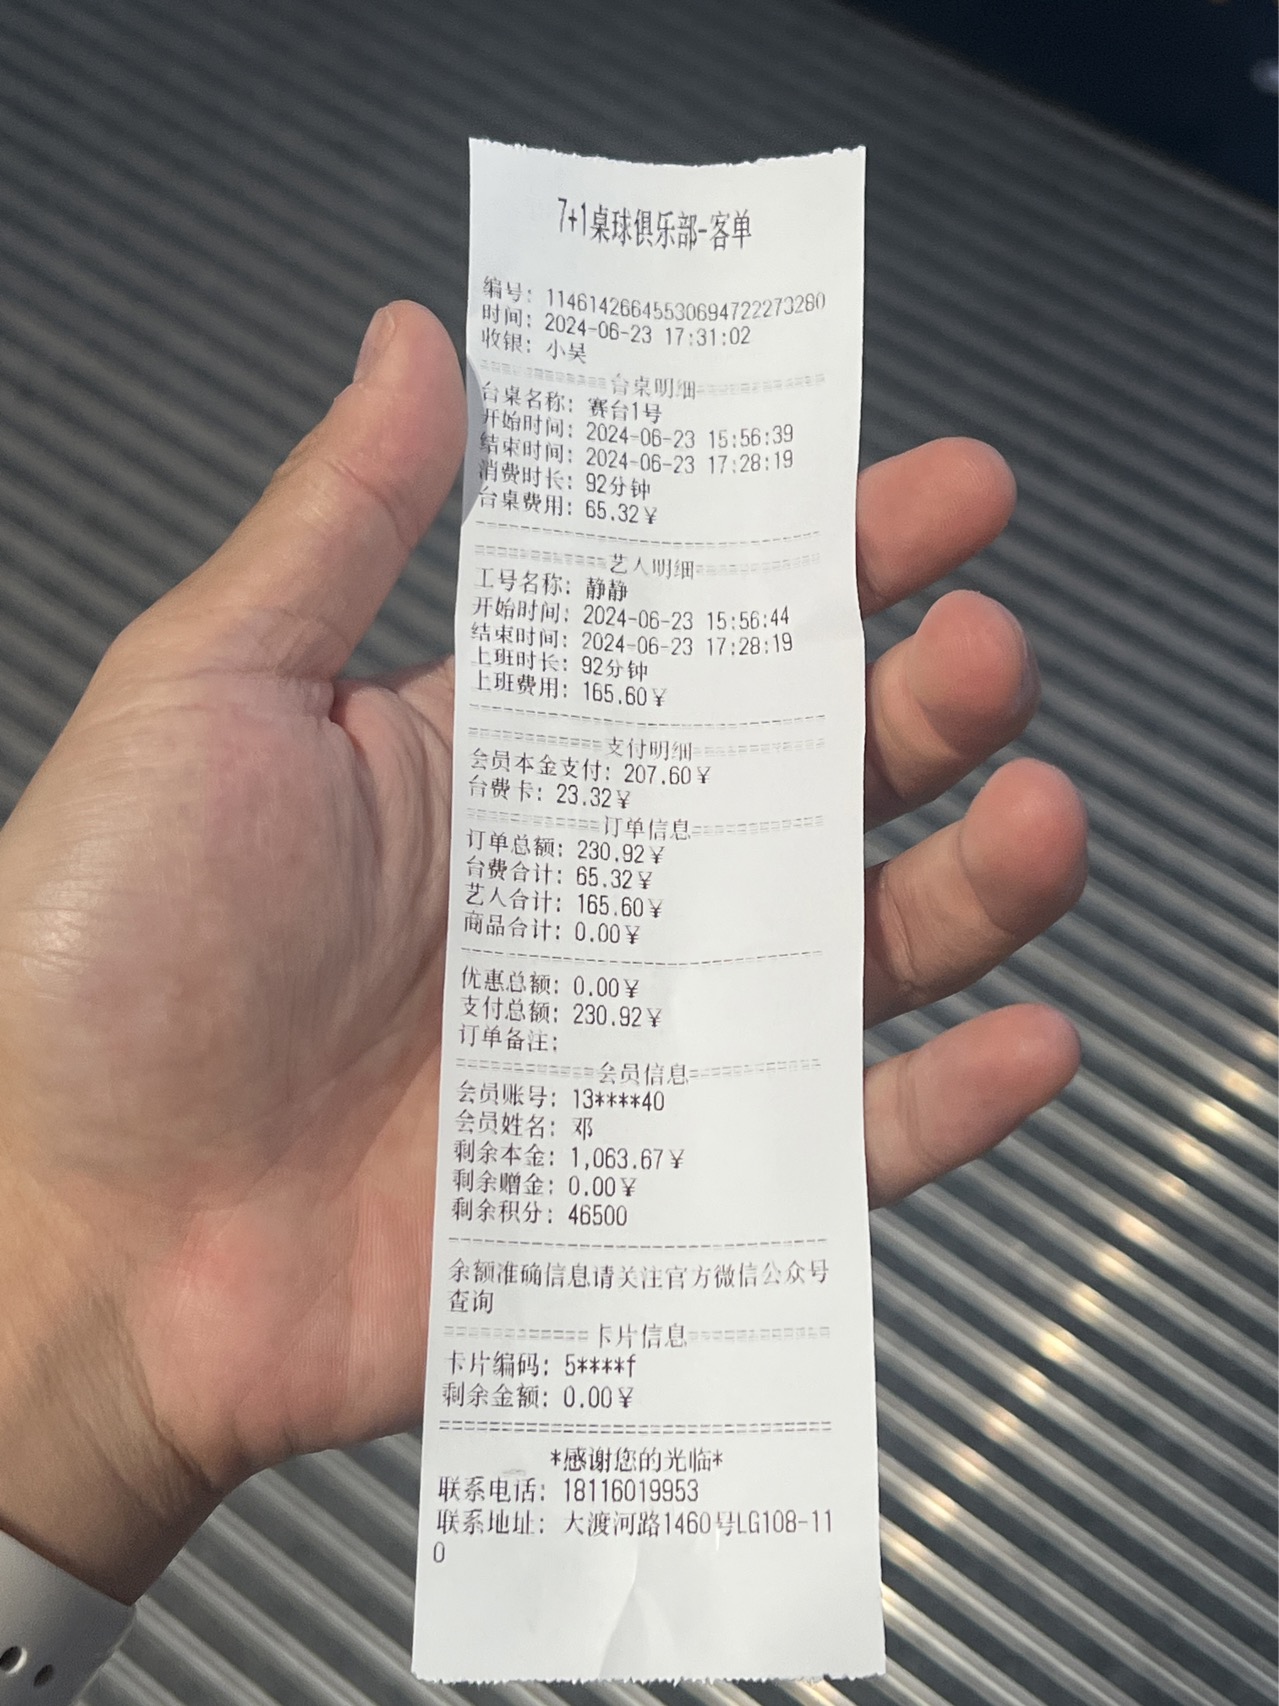 7+1桌球俱乐部-客单
编号: 1146142664553069472227328​0
时间: 2024-06-23 17:31:02
收银: 小吴
============台桌明细============
台桌名称: 赛台1号
开始时间: 2024-06-23 15:56:39
结束时间: 2024-06-23 17:28:19
消费时长: 92分钟
台桌费用: 65.32¥
--------------------------------
============艺人明细============
工号名称: 静静
开始时间: 2024-06-23 15:56:44
结束时间: 2024-06-23 17:28:19
上班时长: 92分钟
上班费用: 165.60¥
--------------------------------
============支付明细============
会员本金支付: 207.60¥
台费卡: 23.32¥
============订单信息============
订单总额: 230.92¥
台费合计: 65.32¥
艺人合计: 165.60¥
商品合计: 0.00¥
--------------------------------
优惠总额: 0.00¥
支付总额: 230.92¥
订单备注:
============会员信息============
会员账号: 13****40
会员姓名: 邓
剩余本金: 1,063.67¥
剩余赠金: 0.00¥
剩余积分: 46500
--------------------------------
余额准确信息请关注官方微信公众号
查询
============卡片信息============
卡片编码: 5****f
剩余金额: 0.00¥
================================
*感谢您的光临*
联系电话: 18116019953
联系地址: 大渡河路1460号LG108-11
0